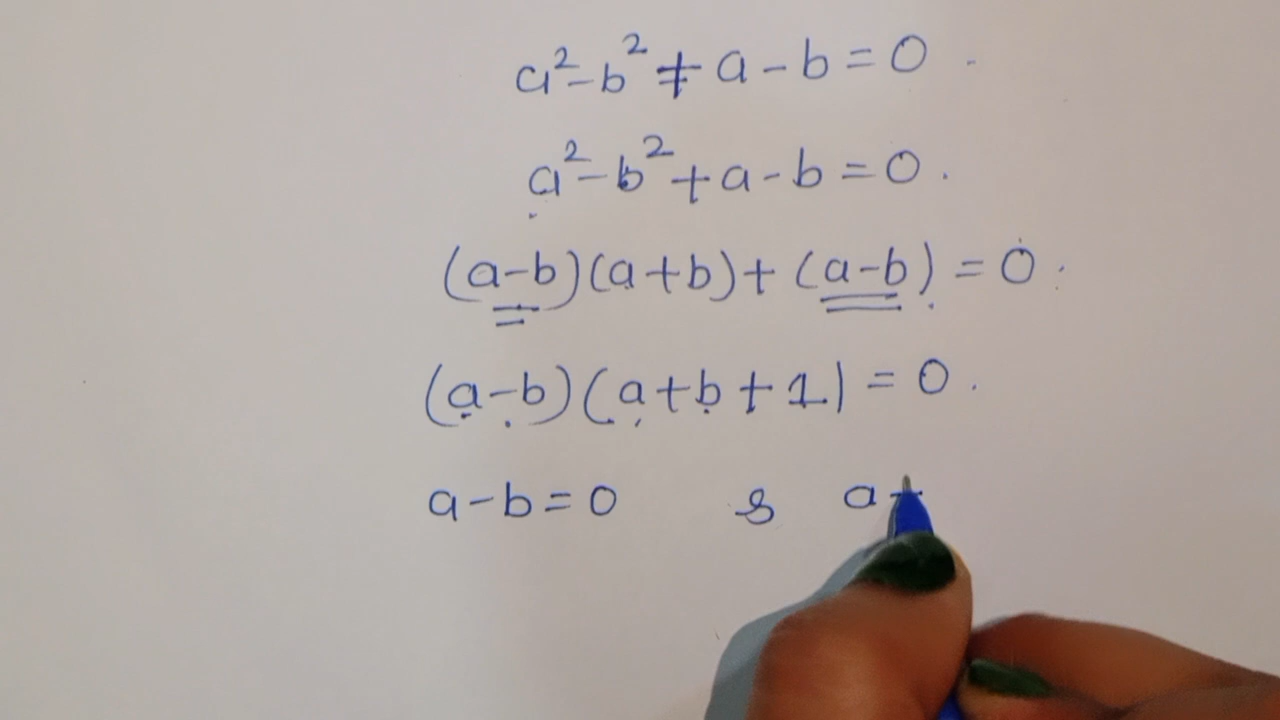 a²-b² + a-b=0.
a²-b²+a-b=0.
(a-b)(a+b)+(a-b)=0.
(a-b)(a+b+1)=0.
a-b=0 & a